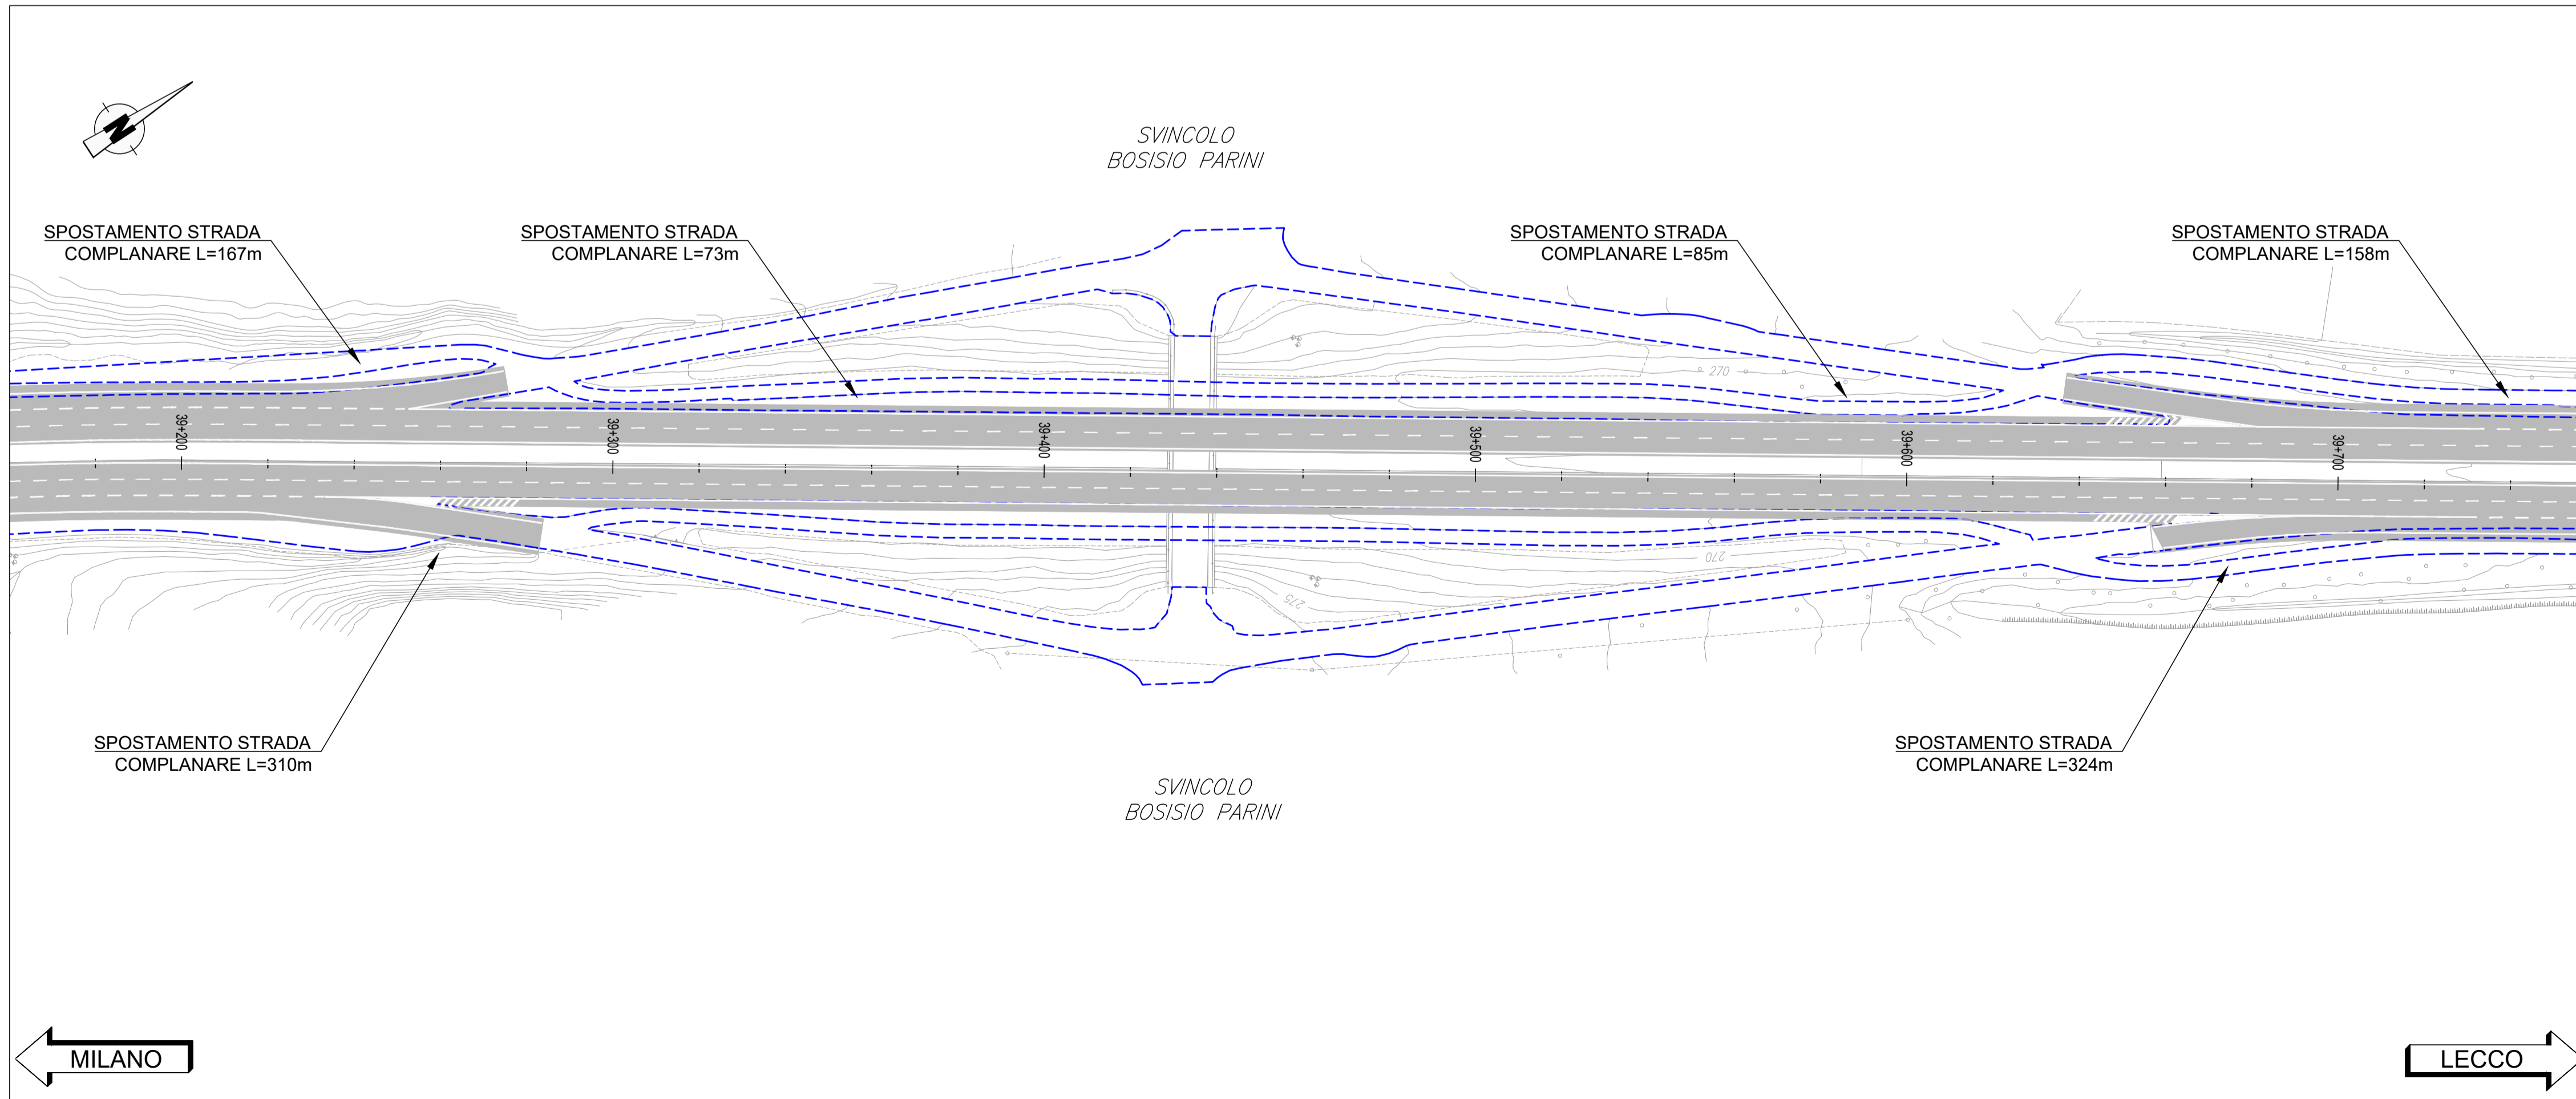 N
SVINCOLO
BOSISIO PARINI
SPOSTAMENTO STRADA
COMPLANARE L=167m
SPOSTAMENTO STRADA
COMPLANARE L=73m
SPOSTAMENTO STRADA
COMPLANARE L=85m
SPOSTAMENTO STRADA
COMPLANARE L=158m
270
39+200
39+300
39+400
39+500
39+600
39+700
270
275
SPOSTAMENTO STRADA
COMPLANARE L=310m
SPOSTAMENTO STRADA
COMPLANARE L=324m
SVINCOLO
BOSISIO PARINI
MILANO
LECCO